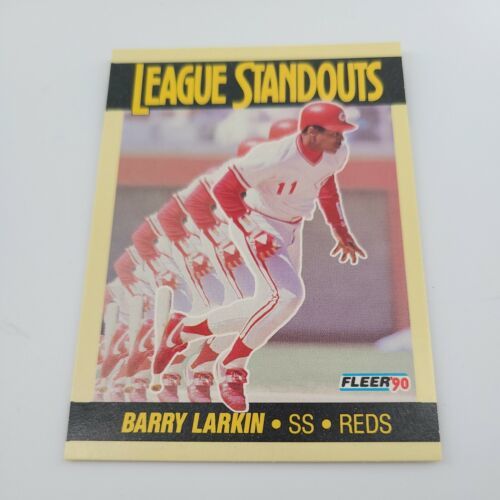 LEAGUE STANDOUTS
11
FLEER '90
BARRY LARKIN • SS • REDS